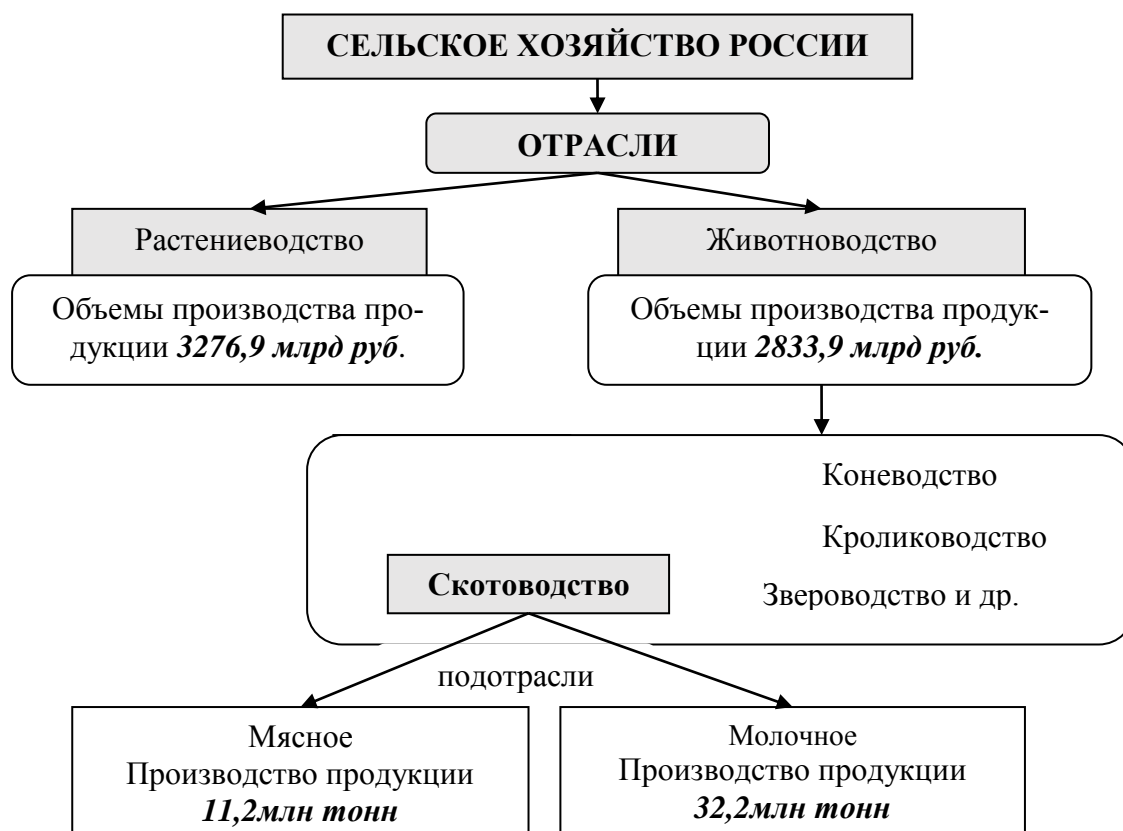 СЕЛЬСКОЕ ХОЗЯЙСТВО РОССИИ
ОТРАСЛИ
Растениеводство
Животноводство
Объемы производства про-
дукции 3276,9 млрд руб.
Объемы производства продук-
ции 2833,9 млрд руб.
Коневодство
Кролиководство
Скотоводство
Звероводство и др.
подотрасли
Мясное
Производство продукции
11,2млн тонн
Молочное
Производство продукции
32,2млн тонн